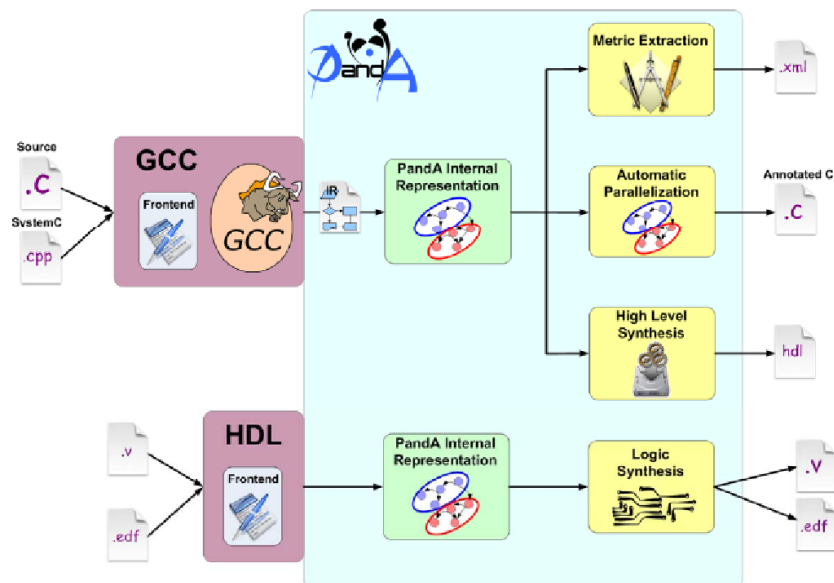 PandA
Metric Extraction
.xml
Source
.C
SystemC
.cpp
GCC
Frontend
GCC
IR
PandA Internal
Representation
Automatic
Parallelization
Annotated C
.C
High Level
Synthesis
hdl
.v
.edf
HDL
Frontend
PandA Internal
Representation
Logic
Synthesis
.v
.edf